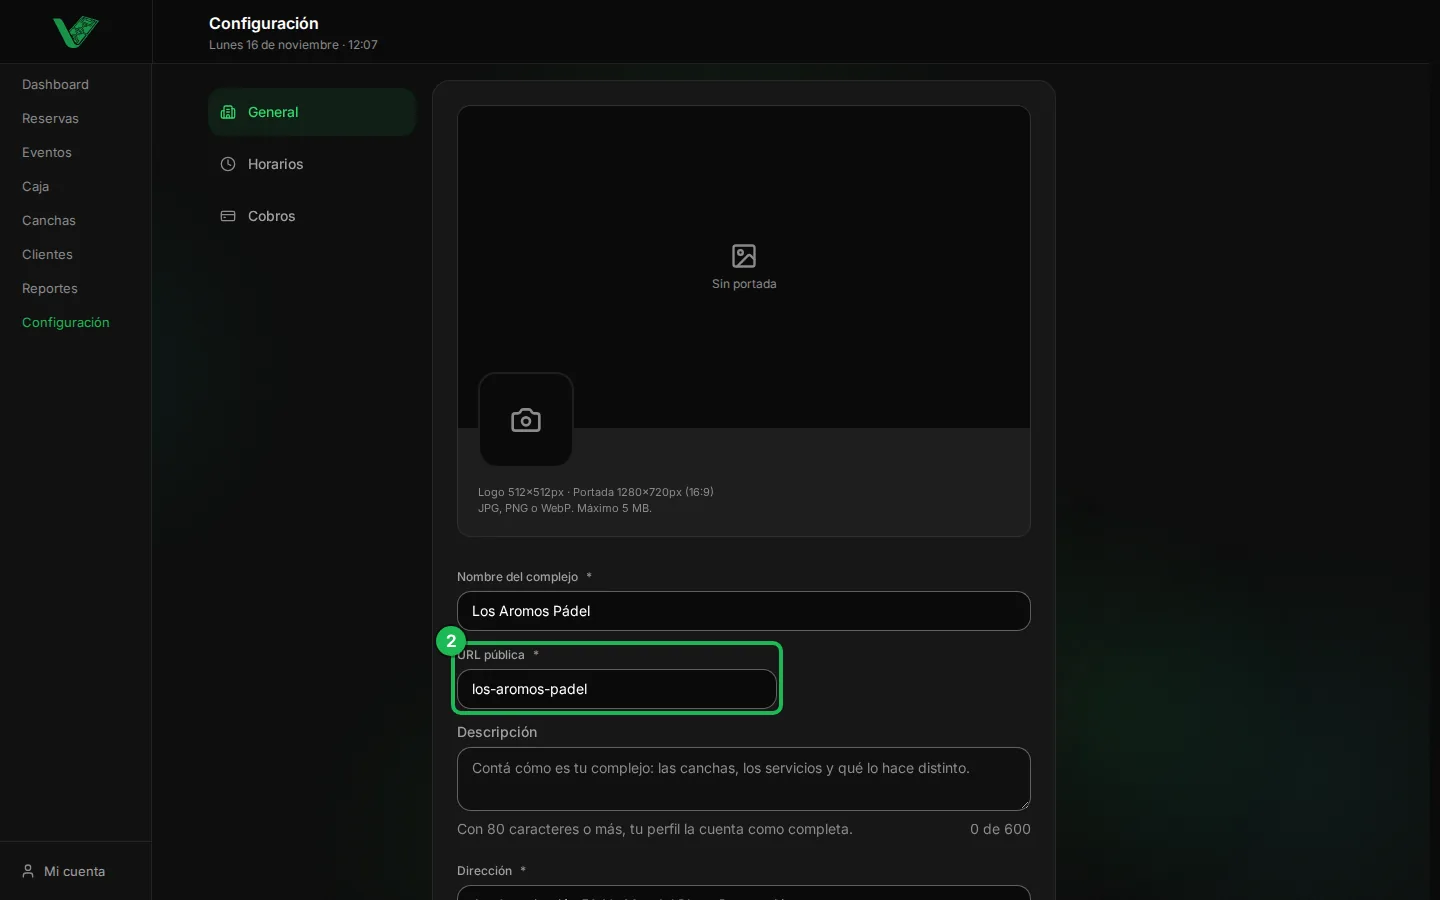 Configuración
Lunes 16 de noviembre · 12:07
Dashboard
Reservas
Eventos
Caja
Canchas
Clientes
Reportes
Configuración
Mi cuenta
General
Horarios
Cobros
Sin portada
Logo 512×512px · Portada 1280×720px (16:9)
JPG, PNG o WebP. Máximo 5 MB.
Nombre del complejo *
Los Aromos Pádel
2
URL pública *
los-aromos-padel
Descripción
Contá cómo es tu complejo: las canchas, los servicios y qué lo hace distinto.
Con 80 caracteres o más, tu perfil la cuenta como completa.
0 de 600
Dirección *